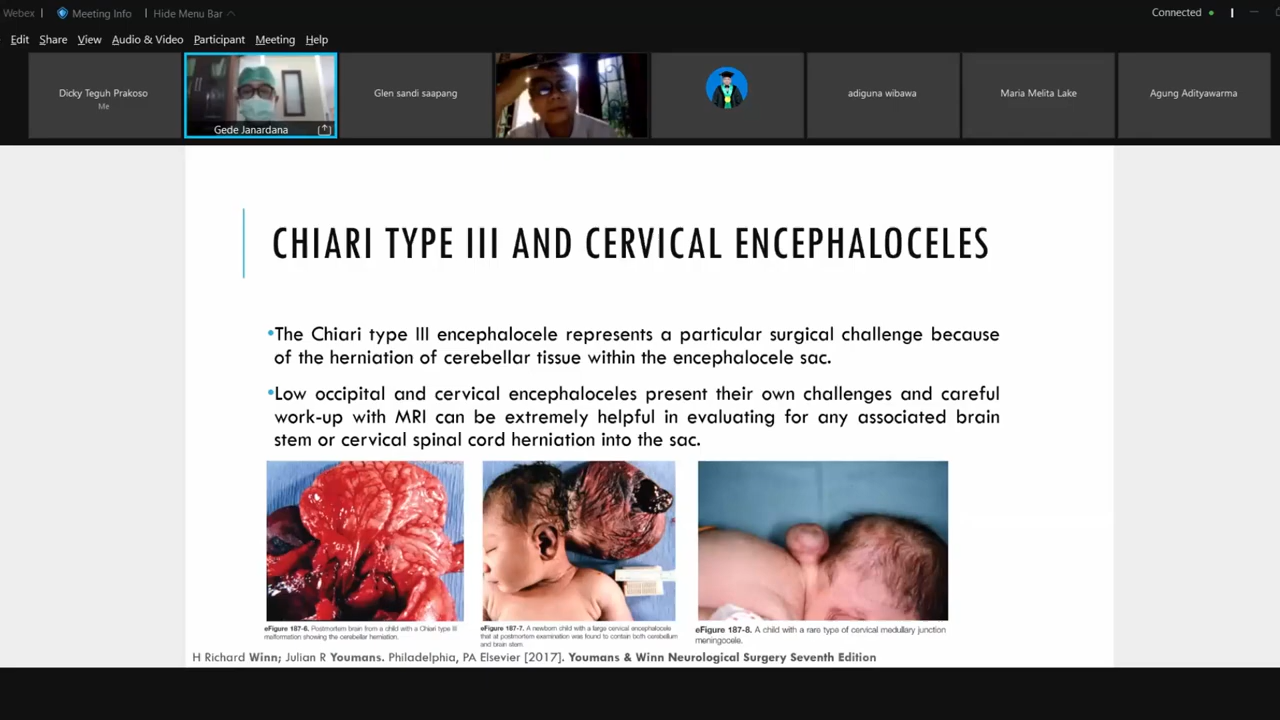 Webex | Meeting Info | Hide Menu Bar Connected
Edit Share View Audio & Video Participant Meeting Help
Dicky Teguh Prakoso
Me
Gede Janardana
Glen sandi saapang
adiguna wibawa
Maria Melita Lake
Agung Adityawarma
CHIARI TYPE III AND CERVICAL ENCEPHALOCELES
•The Chiari type III encephalocele represents a particular surgical challenge because
of the herniation of cerebellar tissue within the encephalocele sac.
•Low occipital and cervical encephaloceles present their own challenges and careful
work-up with MRI can be extremely helpful in evaluating for any associated brain
stem or cervical spinal cord herniation into the sac.
eFigure 187-6. Postmortem brain from a child with a Chiari type III
malformation showing the cerebellar herniation.
eFigure 187-7. A newborn child with a large cervical encephalocele
that at postmortem examination was found to contain both cerebellum
and brain stem.
eFigure 187-8. A child with a rare type of cervical medullary junction
meningocele.
H Richard Winn; Julian R Youmans. Philadelphia, PA Elsevier [2017]. Youmans & Winn Neurological Surgery Seventh Edition